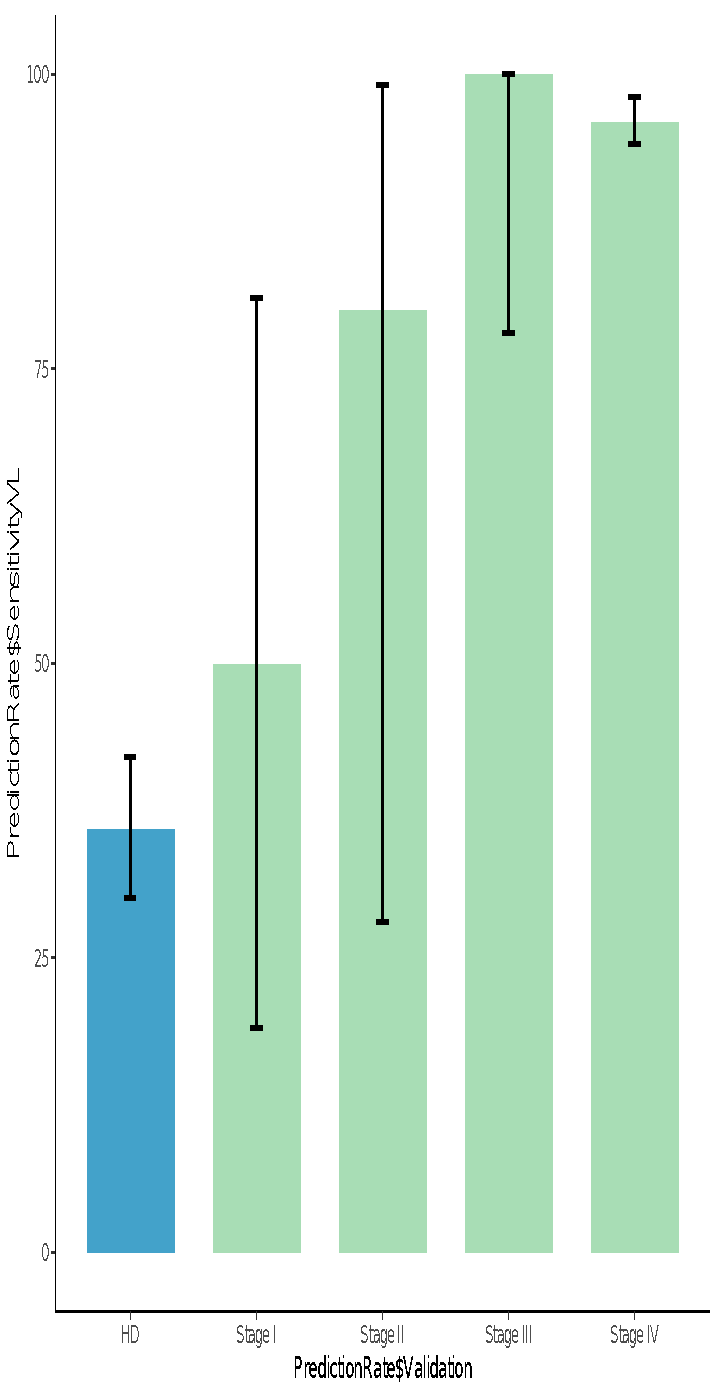 PredictionRate$SensitivityVL
100
75
50
25
0
HD
Stage I
Stage II
Stage III
Stage IV
PredictionRate$Validation